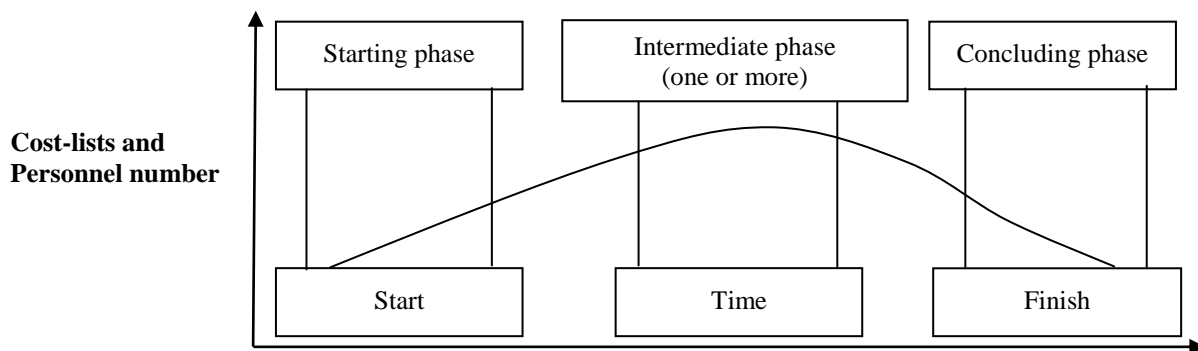 Starting phase
Intermediate phase
(one or more)
Concluding phase
Cost-lists and
Personnel number
Start
Time
Finish